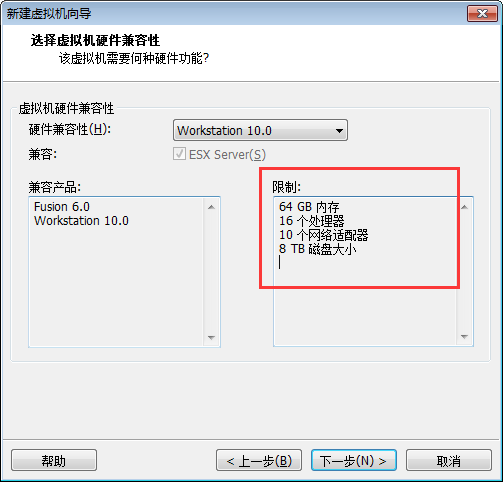 新建虚拟机向导
选择虚拟机硬件兼容性
该虚拟机需要何种硬件功能?
虚拟机硬件兼容性
硬件兼容性(H): Workstation 10.0
兼容: ESX Server(S)
兼容产品:
Fusion 6.0
Workstation 10.0
限制:
64 GB 内存
16 个处理器
10 个网络适配器
8 TB 磁盘大小
帮助 < 上一步(B) 下一步(N) > 取消